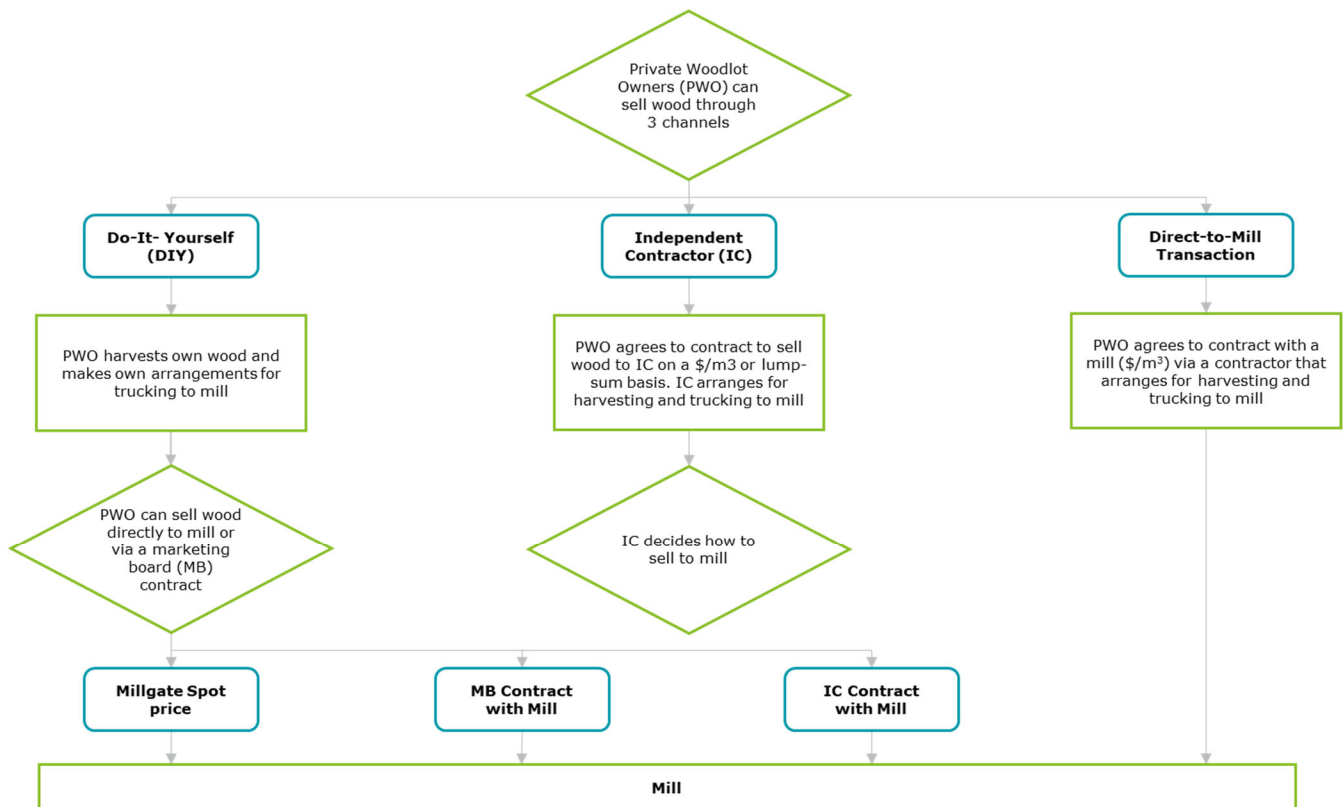 Private Woodlot
Owners (PWO) can
sell wood through
3 channels
Do-It- Yourself
(DIY)
Independent
Contractor (IC)
Direct-to-Mill
Transaction
PWO harvests own wood and
makes own arrangements for
trucking to mill
PWO agrees to contract to sell
wood to IC on a $/m3 or lump-
sum basis. IC arranges for
harvesting and trucking to mill
PWO agrees to contract with a
mill ($/m³) via a contractor that
arranges for harvesting and
trucking to mill
PWO can sell wood
directly to mill or
via a marketing
board (MB)
contract
IC decides how to
sell to mill
Millgate Spot
price
MB Contract
with Mill
IC Contract
with Mill
Mill